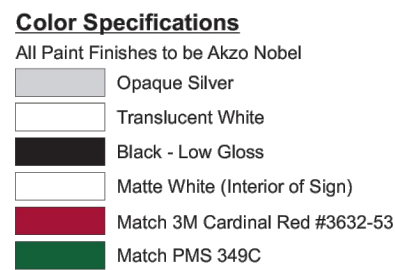 Color Specifications
All Paint Finishes to be Akzo Nobel
Opaque Silver
Translucent White
Black - Low Gloss
Matte White (Interior of Sign)
Match 3M Cardinal Red #3632-53
Match PMS 349C